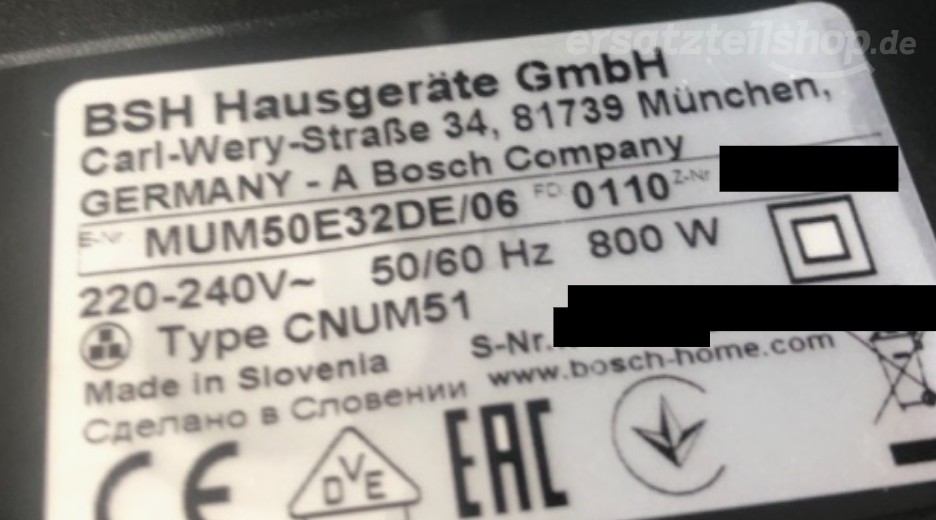 ersatzteilshop.de
BSH Hausgeräte GmbH
Carl-Wery-Straße 34, 81739 München,
GERMANY - A Bosch Company
E-Nr. MUM50E32DE/06 FD 0110 Z-Nr
220-240V~ 50/60 Hz 800 W
Type CNUM51
S-Nr.
Made in Slovenia www.bosch-home.com
Сделано в Словении
CE DVE EAC